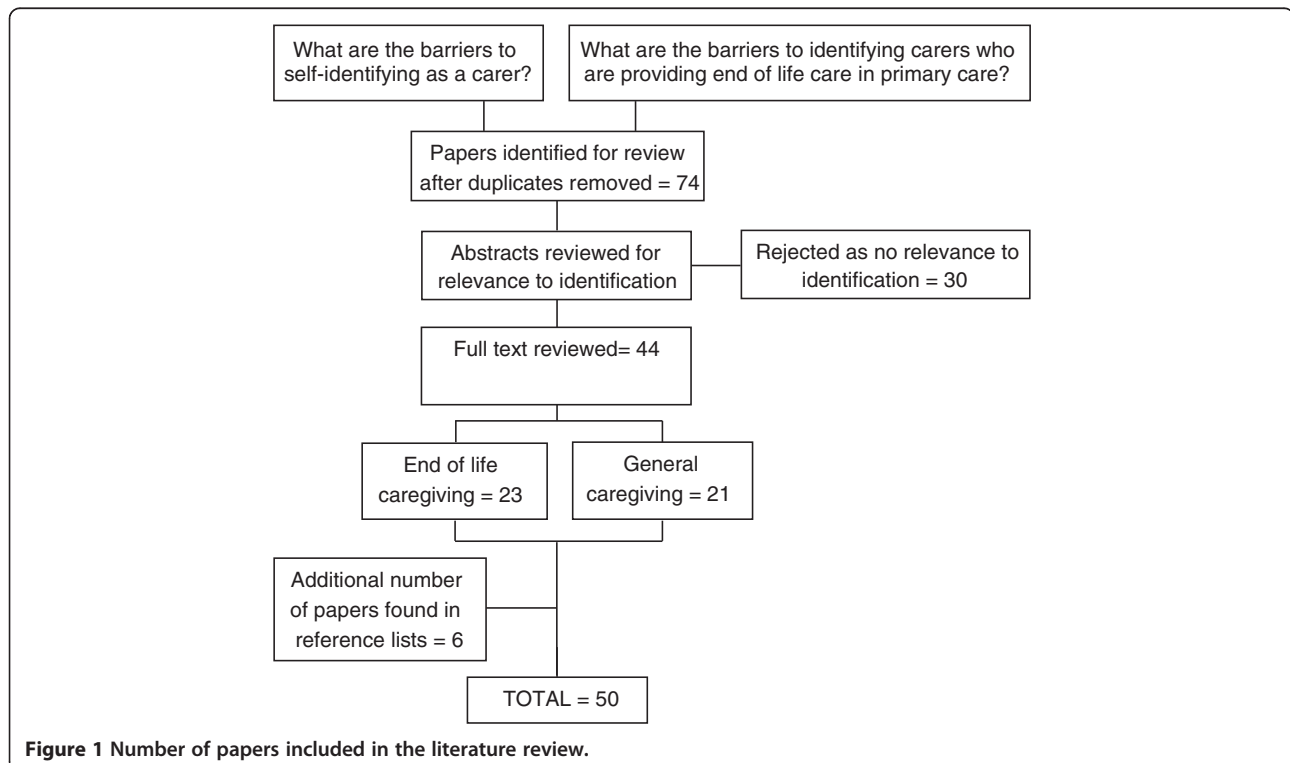 What are the barriers to
self-identifying as a carer?
What are the barriers to identifying carers who
are providing end of life care in primary care?
Papers identified for review
after duplicates removed = 74
Abstracts reviewed for
relevance to identification
Rejected as no relevance to
identification = 30
Full text reviewed= 44
End of life
caregiving = 23
General
caregiving = 21
Additional number
of papers found in
reference lists = 6
TOTAL = 50
Figure 1 Number of papers included in the literature review.